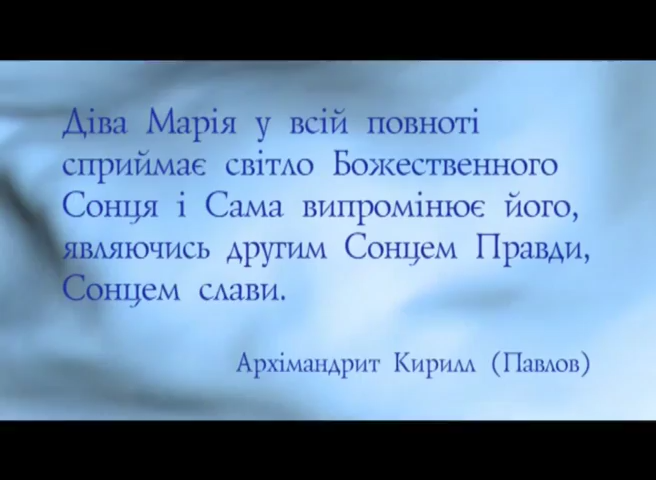 Діва Марія у всій повноті
сприймає світло Божественного
Сонця і Сама випромінює його,
являючись другим Сонцем Правди,
Сонцем слави.
Архімандрит Кирилл (Павлов)